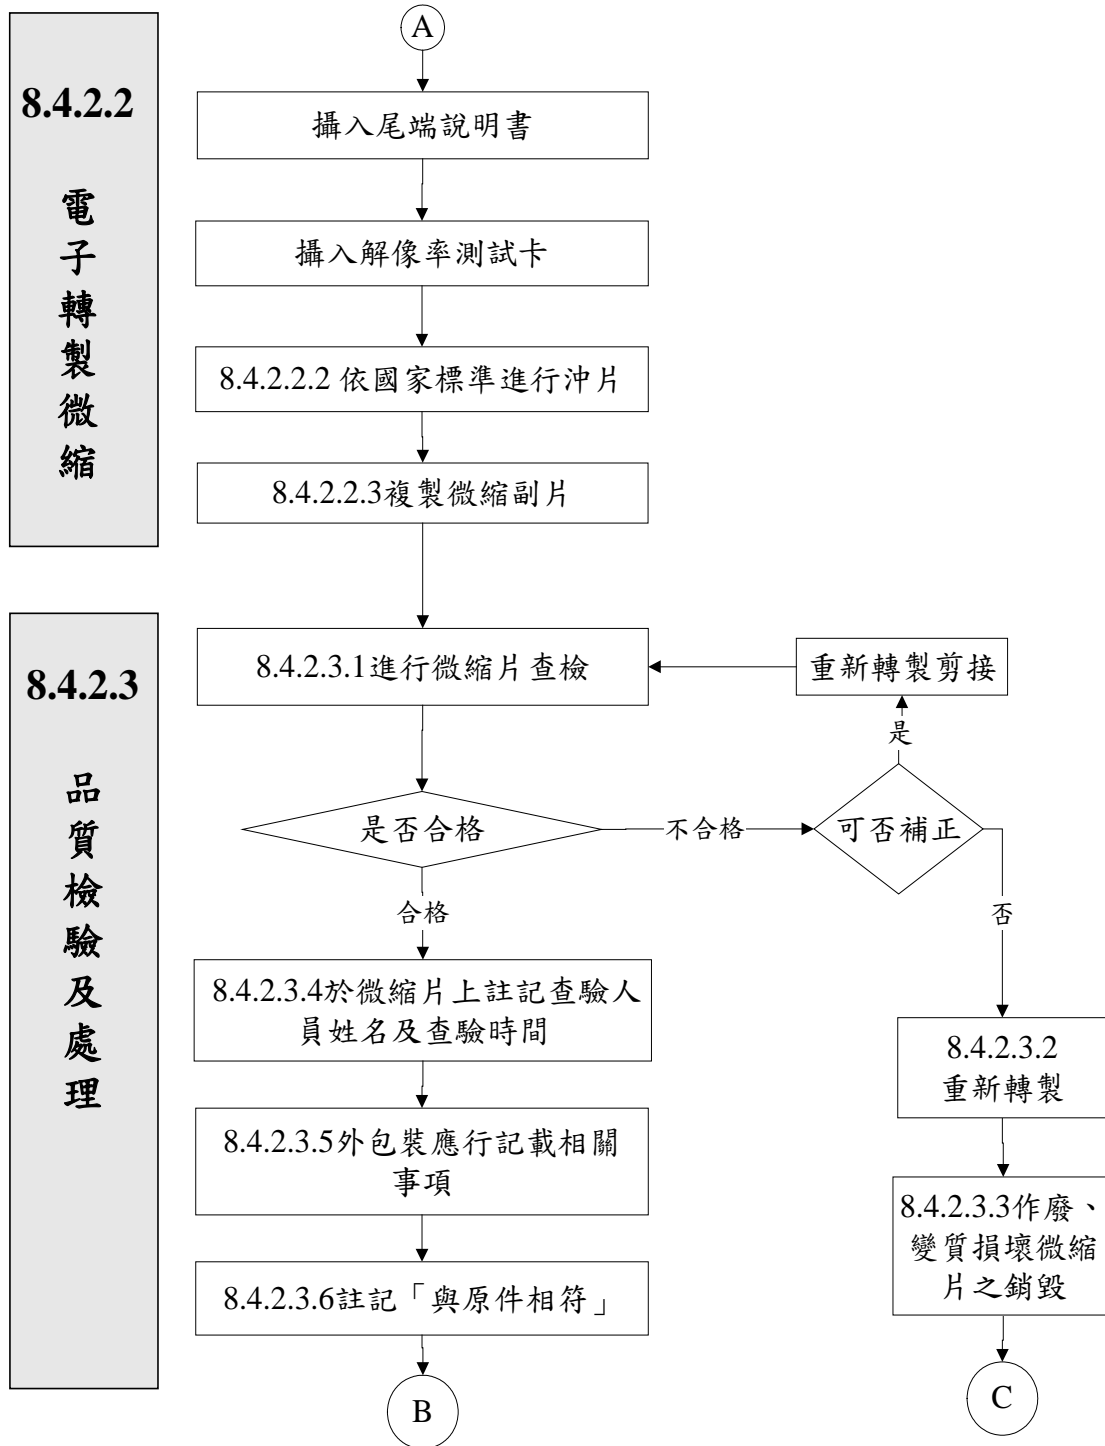 A
8.4.2.2
電
子
轉
製
微
縮
攝入尾端說明書
攝入解像率測試卡
8.4.2.2.2 依國家標準進行沖片
8.4.2.2.3複製微縮副片
8.4.2.3
品
質
檢
驗
及
處
理
8.4.2.3.1進行微縮片查檢
重新轉製剪接
是
是否合格
不合格
可否補正
合格
否
8.4.2.3.4於微縮片上註記查驗人
員姓名及查驗時間
8.4.2.3.2
重新轉製
8.4.2.3.5外包裝應行記載相關
事項
8.4.2.3.3作廢、
變質損壞微縮
片之銷毀
8.4.2.3.6註記「與原件相符」
B
C